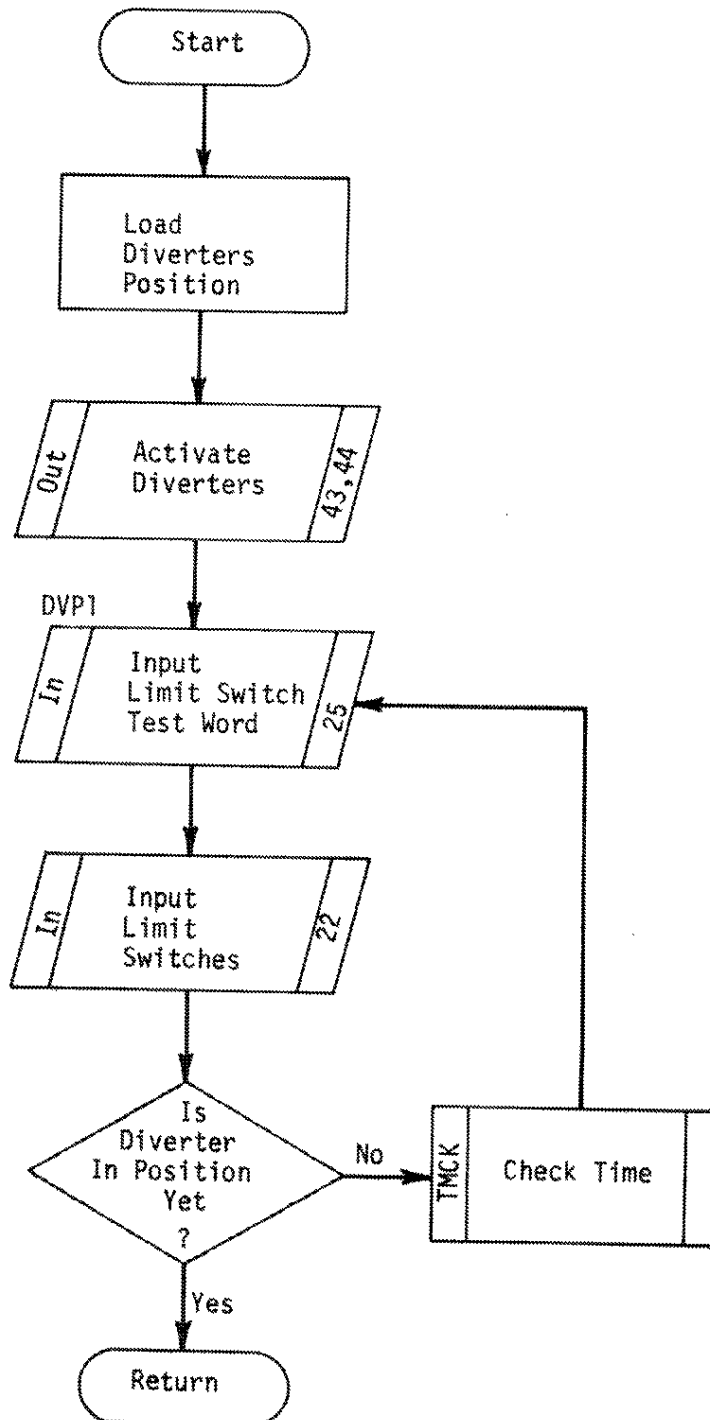 Start
Load
Diverters
Position
Out
Activate
Diverters
43,44
DVP1
In
Input
Limit Switch
Test Word
25
In
Input
Limit
Switches
22
Is
Diverter
In Position
Yet
?
No
TMCK
Check Time
Yes
Return